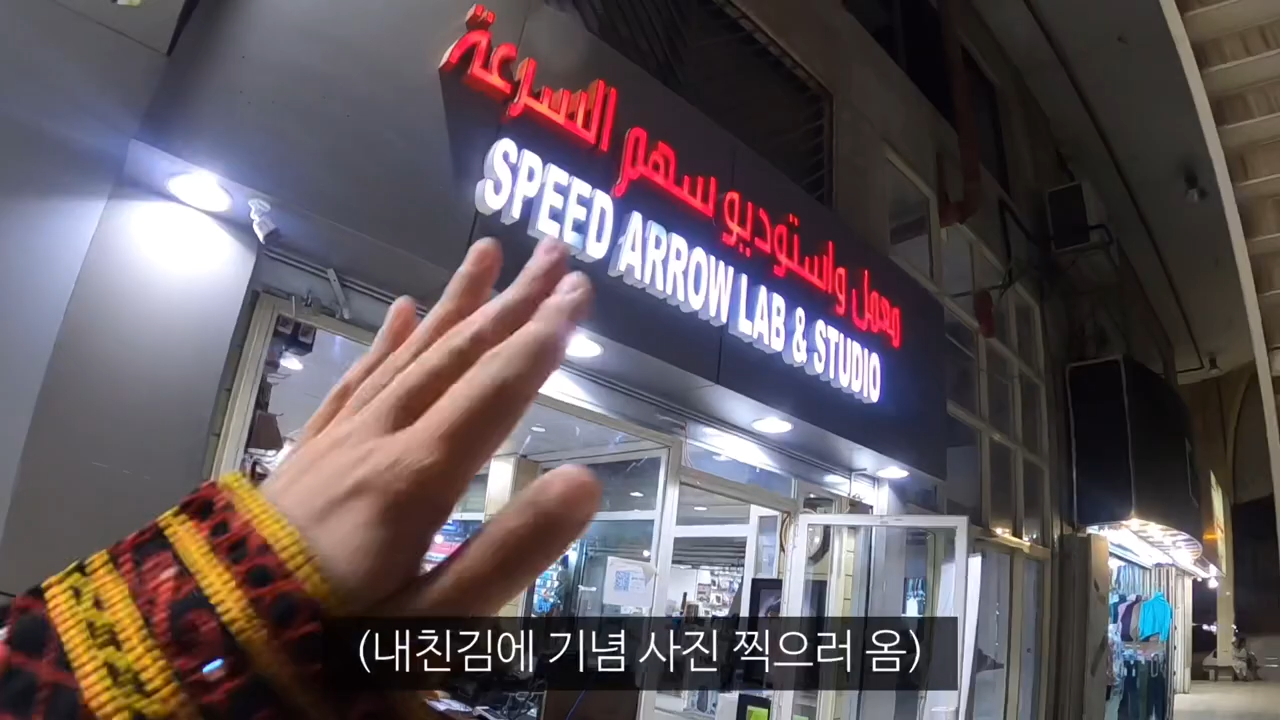 معمل واستوديو سهم السرعة
SPEED ARROW LAB & STUDIO
(내친김에 기념 사진 찍으러 옴)